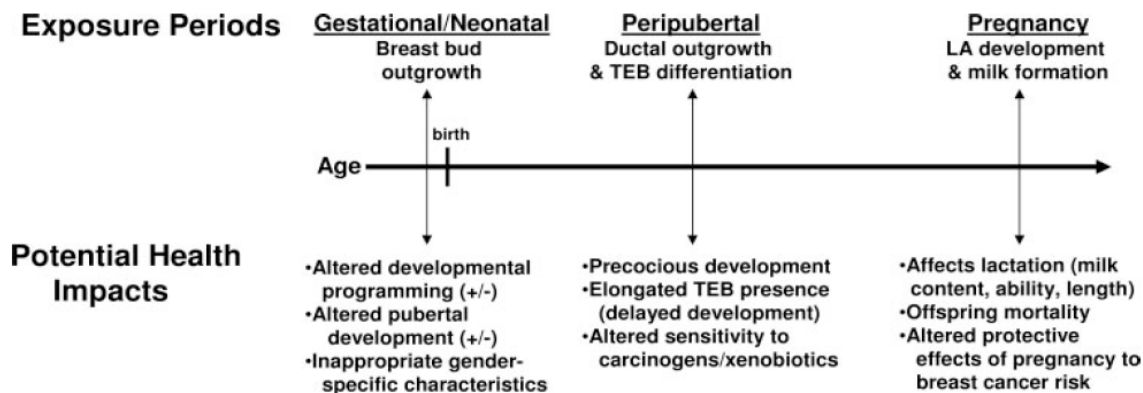 Exposure Periods
Gestational/Neonatal
Breast bud
outgrowth
Peripubertal
Ductal outgrowth
& TEB differentiation
Pregnancy
LA development
& milk formation
birth
Age
Potential Health
Impacts
•Altered developmental
programming (+/-)
•Altered pubertal
development (+/-)
•Inappropriate gender-
specific characteristics
•Precocious development
•Elongated TEB presence
(delayed development)
•Altered sensitivity to
carcinogens/xenobiotics
•Affects lactation (milk
content, ability, length)
•Offspring mortality
•Altered protective
effects of pregnancy to
breast cancer risk